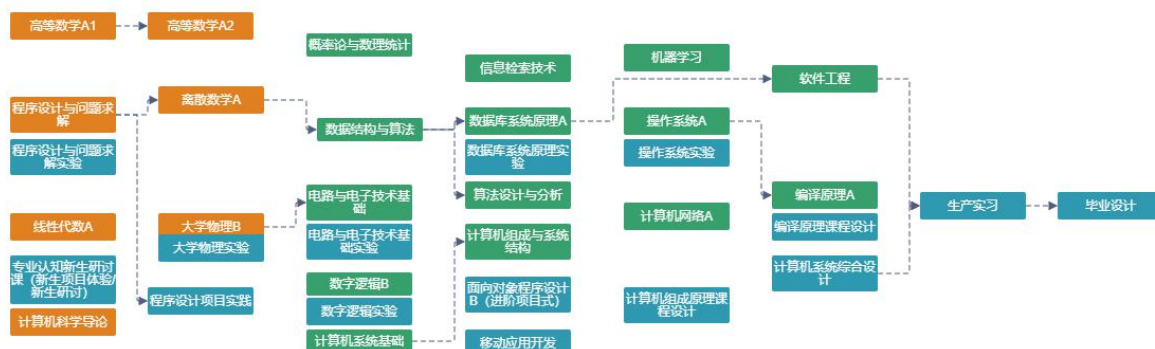 高等数学A1
高等数学A2
概率论与数理统计
信息检索技术
机器学习
软件工程
程序设计与问题求
解
离散数学A
数据结构与算法
数据库系统原理A
操作系统A
程序设计与问题求
解实验
数据库系统原理实
验
操作系统实验
电路与电子技术基
础
算法设计与分析
编译原理A
线性代数A
大学物理B
计算机网络A
生产实习
毕业设计
大学物理实验
电路与电子技术基
础实验
计算机组成与系统
结构
编译原理课程设计
专业认知新生研讨
课（新生项目体验/
新生研讨）
程序设计项目实践
数字逻辑B
面向对象程序设计
B（进阶项目式）
计算机组成原理课
程设计
计算机系统综合设
计
计算机科学导论
数字逻辑实验
计算机系统基础
移动应用开发